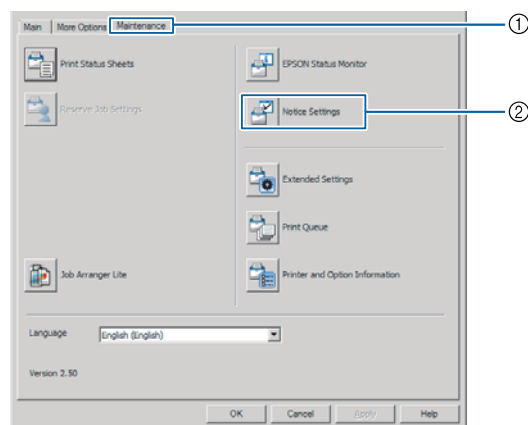 Main More Options Maintenance
①
Print Status Sheets
EPSON Status Monitor
Reserve Job Settings
Notice Settings
②
Extended Settings
Print Queue
Job Arranger Lite
Printer and Option Information
Language English (English)
Version 2.50
OK Cancel Apply Help